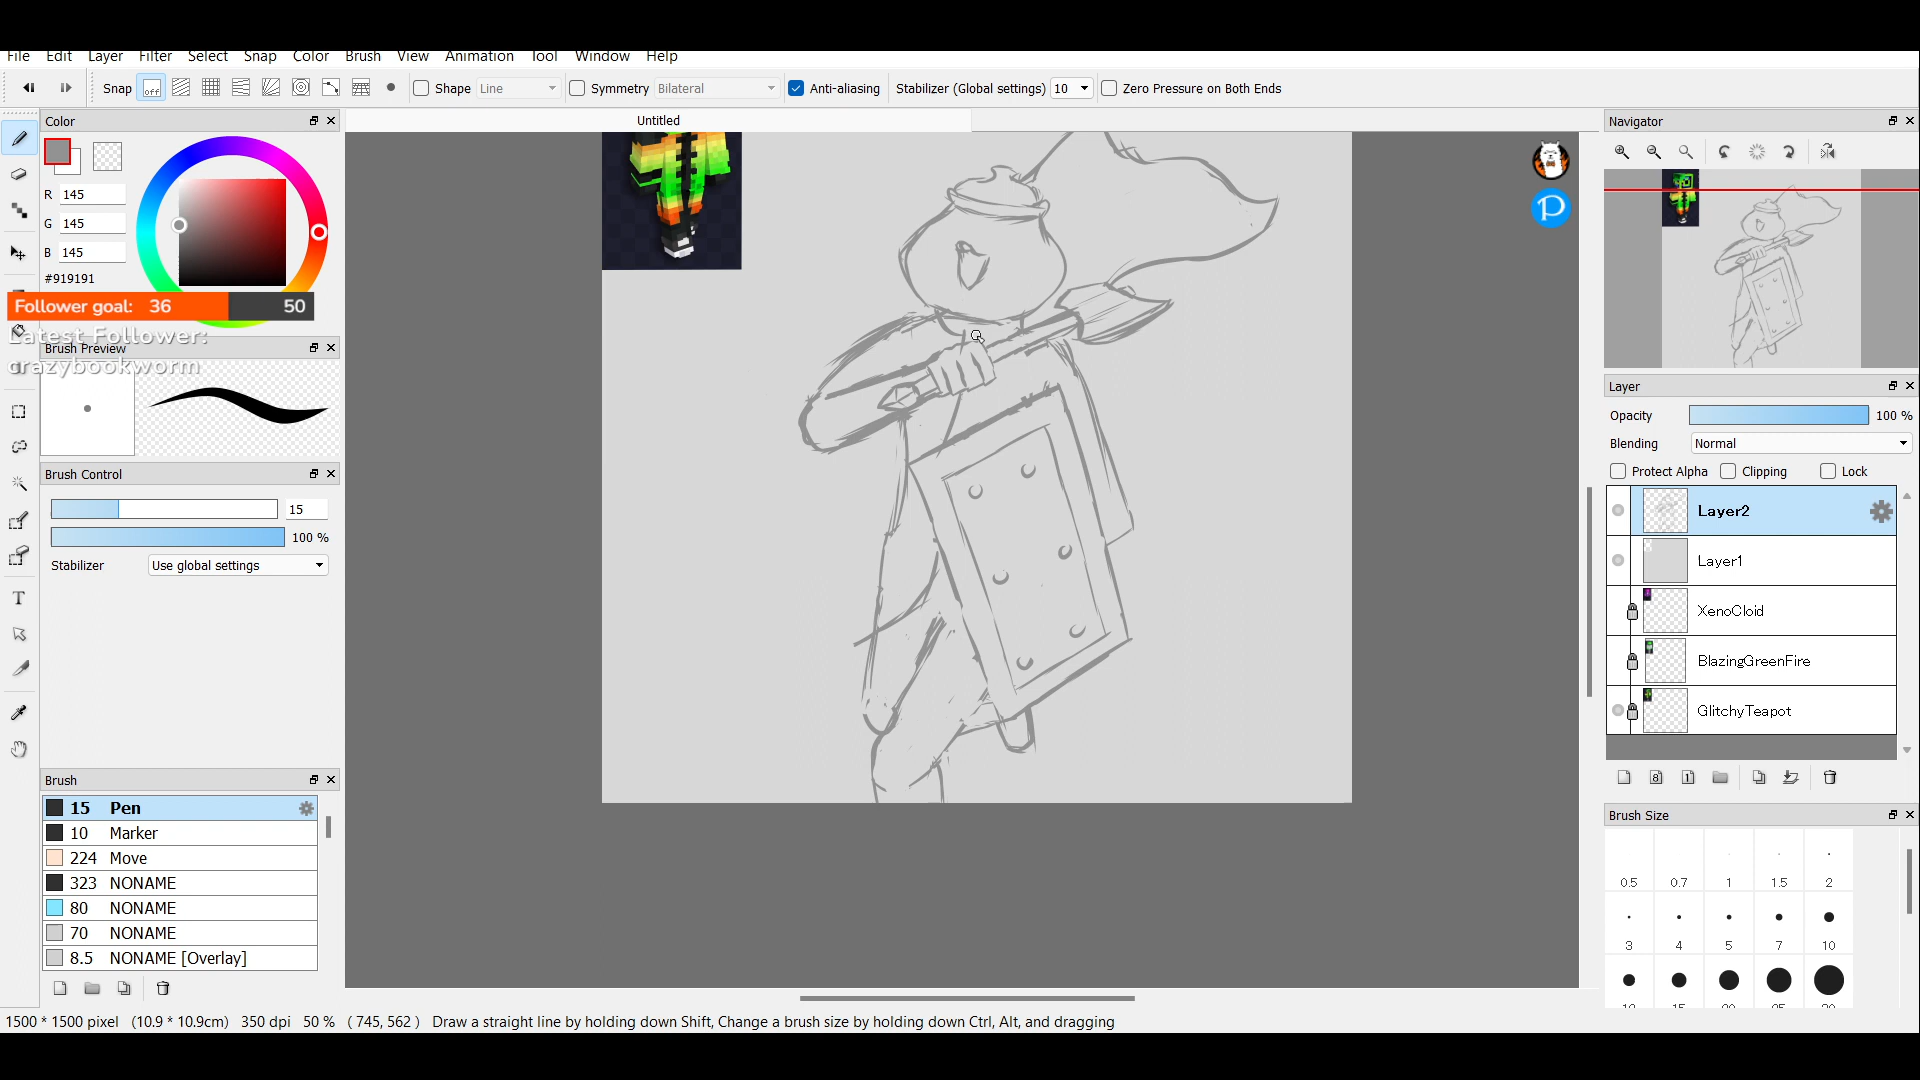 File Edit Layer Filter Select Snap Color Brush View Animation Tool Window Help
Snap off Shape Line Symmetry Bilateral Anti-aliasing Stabilizer (Global settings) 10 Zero Pressure on Both Ends
Color
Untitled
Navigator
R 145
G 145
B 145
#919191
Follower goal: 36 50
Latest Follower:
crazybookworm
Brush Preview
Brush Control
15
100 %
Stabilizer Use global settings
Brush
15 Pen
10 Marker
224 Move
323 NONAME
80 NONAME
70 NONAME
8.5 NONAME [Overlay]
Layer
Opacity 100 %
Blending Normal
Protect Alpha Clipping Lock
Layer2
Layer1
XenoCloid
BlazingGreenFire
GlitchyTeapot
Brush Size
0.5 0.7 1 1.5 2
3 4 5 7 10
1500 * 1500 pixel (10.9 * 10.9cm) 350 dpi 50 % ( 745, 562 ) Draw a straight line by holding down Shift, Change a brush size by holding down Ctrl, Alt, and dragging